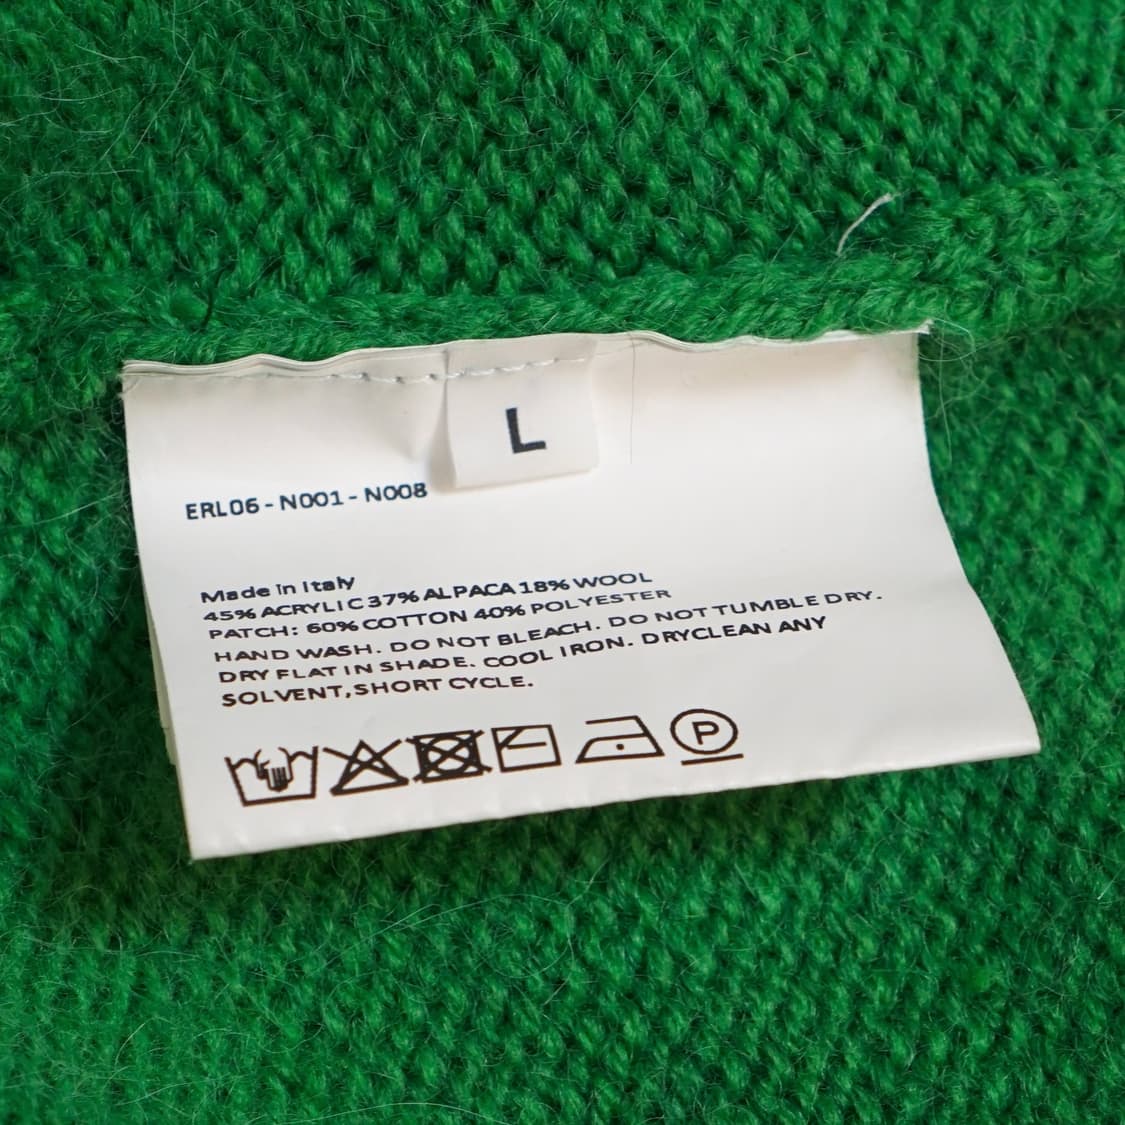 L
ERL06 - N001 - N008
Made in Italy
45% ACRYLIC 37% ALPACA 18% WOOL
PATCH: 60% COTTON 40% POLYESTER
HAND WASH. DO NOT BLEACH. DO NOT TUMBLE DRY.
DRY FLAT IN SHADE. COOL IRON. DRYCLEAN ANY
SOLVENT, SHORT CYCLE.
P